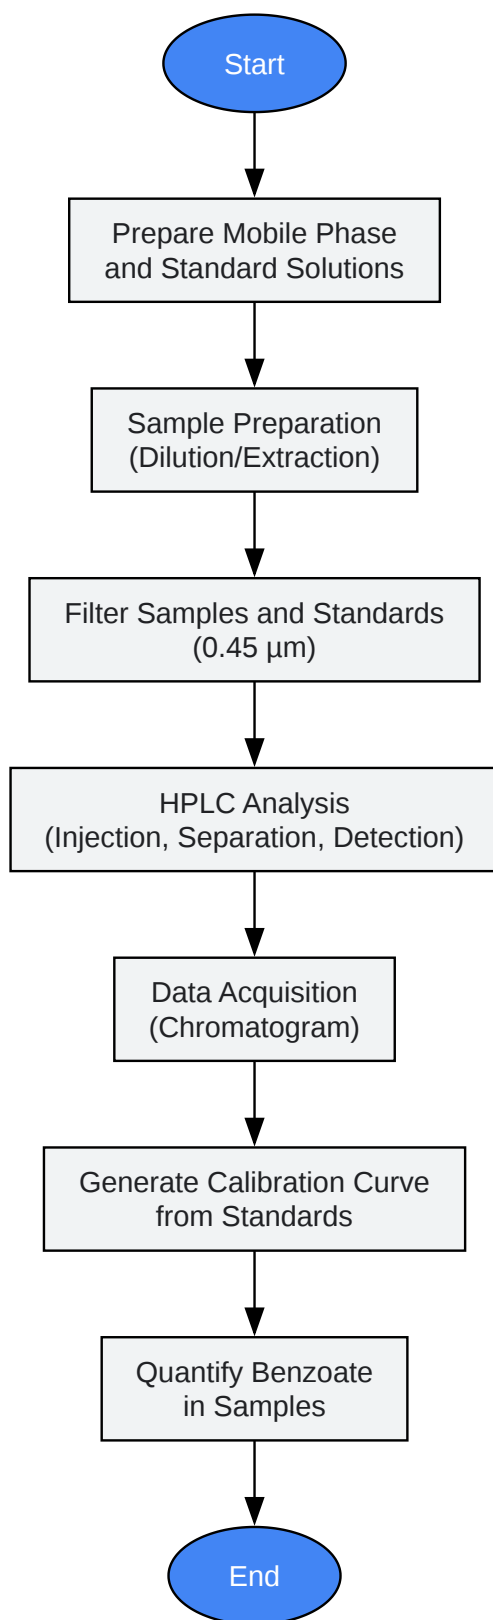 Start
Prepare Mobile Phase
and Standard Solutions
Sample Preparation
(Dilution/Extraction)
Filter Samples and Standards
(0.45 µm)
HPLC Analysis
(Injection, Separation, Detection)
Data Acquisition
(Chromatogram)
Generate Calibration Curve
from Standards
Quantify Benzoate
in Samples
End